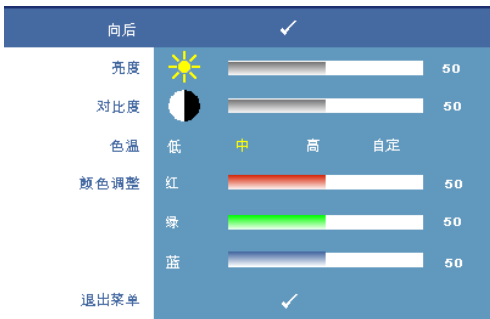 向后
亮度 50
对比度 50
色温 低 中 高 自定
颜色调整 红 50
绿 50
蓝 50
退出菜单